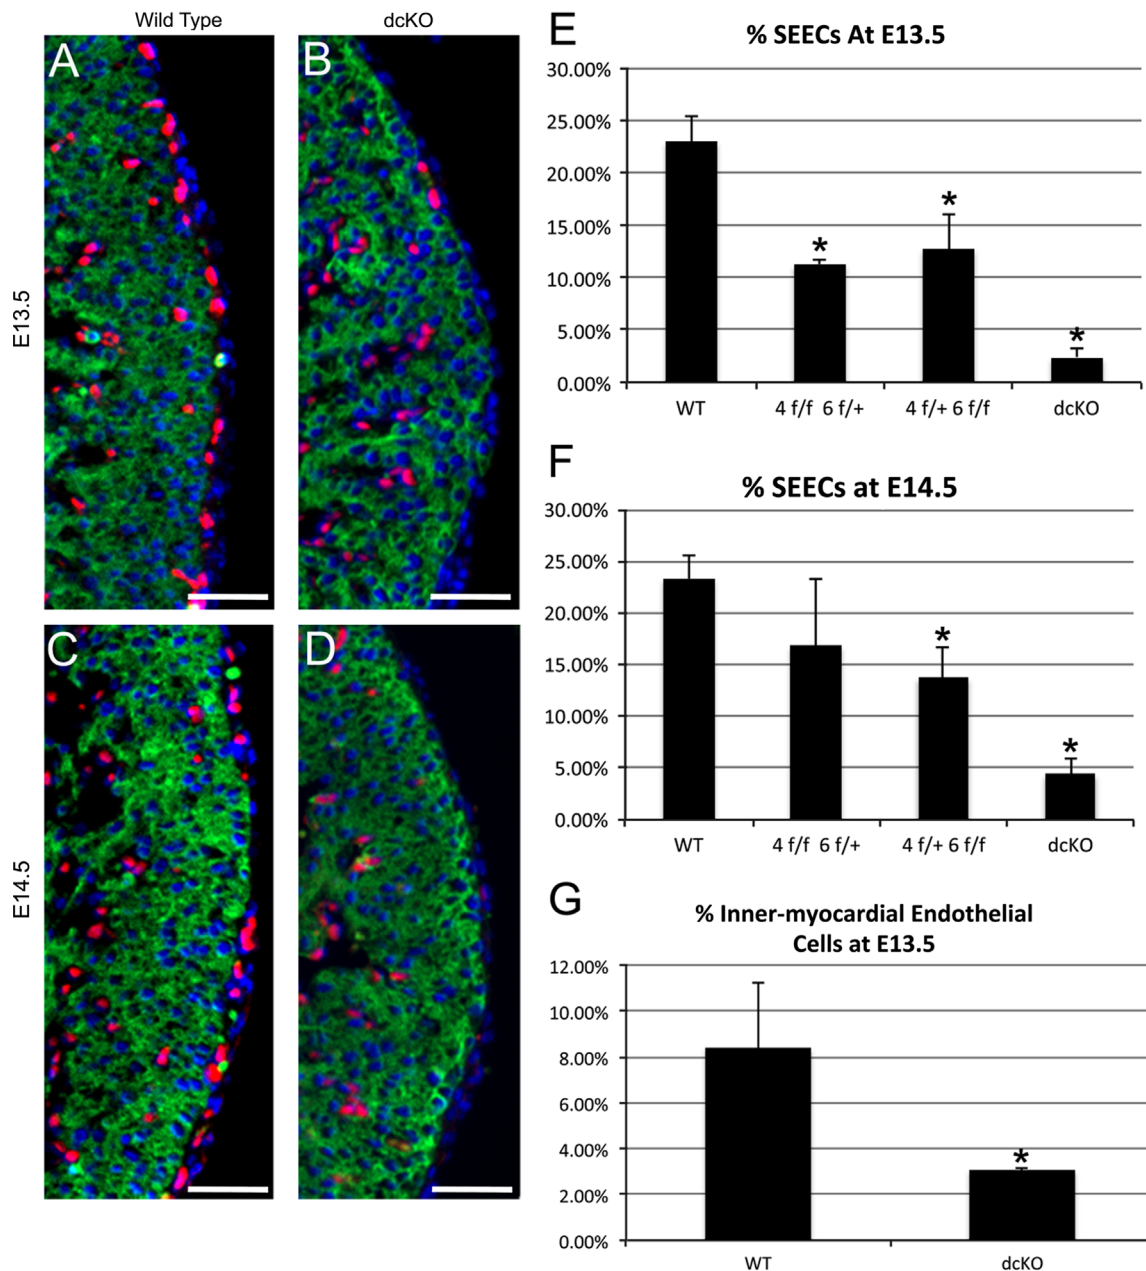 Wild Type
dcKO
A
B
E13.5
C
D
E14.5
E
% SEECs At E13.5
30.00%
25.00%
20.00%
15.00%
10.00%
5.00%
0.00%
*
*
*
WT
4 f/f 6 f/+
4 f/+ 6 f/f
dcKO
F
% SEECs at E14.5
30.00%
25.00%
20.00%
15.00%
10.00%
5.00%
0.00%
*
*
WT
4 f/f 6 f/+
4 f/+ 6 f/f
dcKO
G
% Inner-myocardial Endothelial
Cells at E13.5
12.00%
10.00%
8.00%
6.00%
4.00%
2.00%
0.00%
*
WT
dcKO